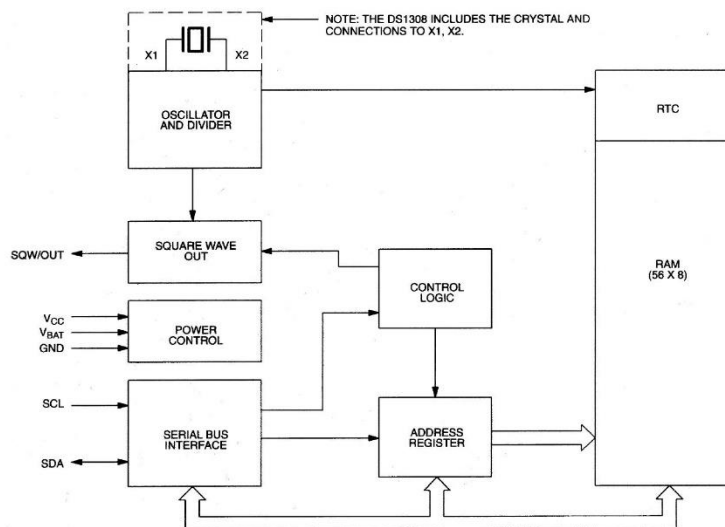 NOTE: THE DS1308 INCLUDES THE CRYSTAL AND
CONNECTIONS TO X1, X2.
X1
X2
OSCILLATOR
AND DIVIDER
RTC
SQUARE WAVE
OUT
SQW/OUT
CONTROL
LOGIC
RAM
(56 X 8)
VCC
VBAT
GND
POWER
CONTROL
SCL
SDA
SERIAL BUS
INTERFACE
ADDRESS
REGISTER